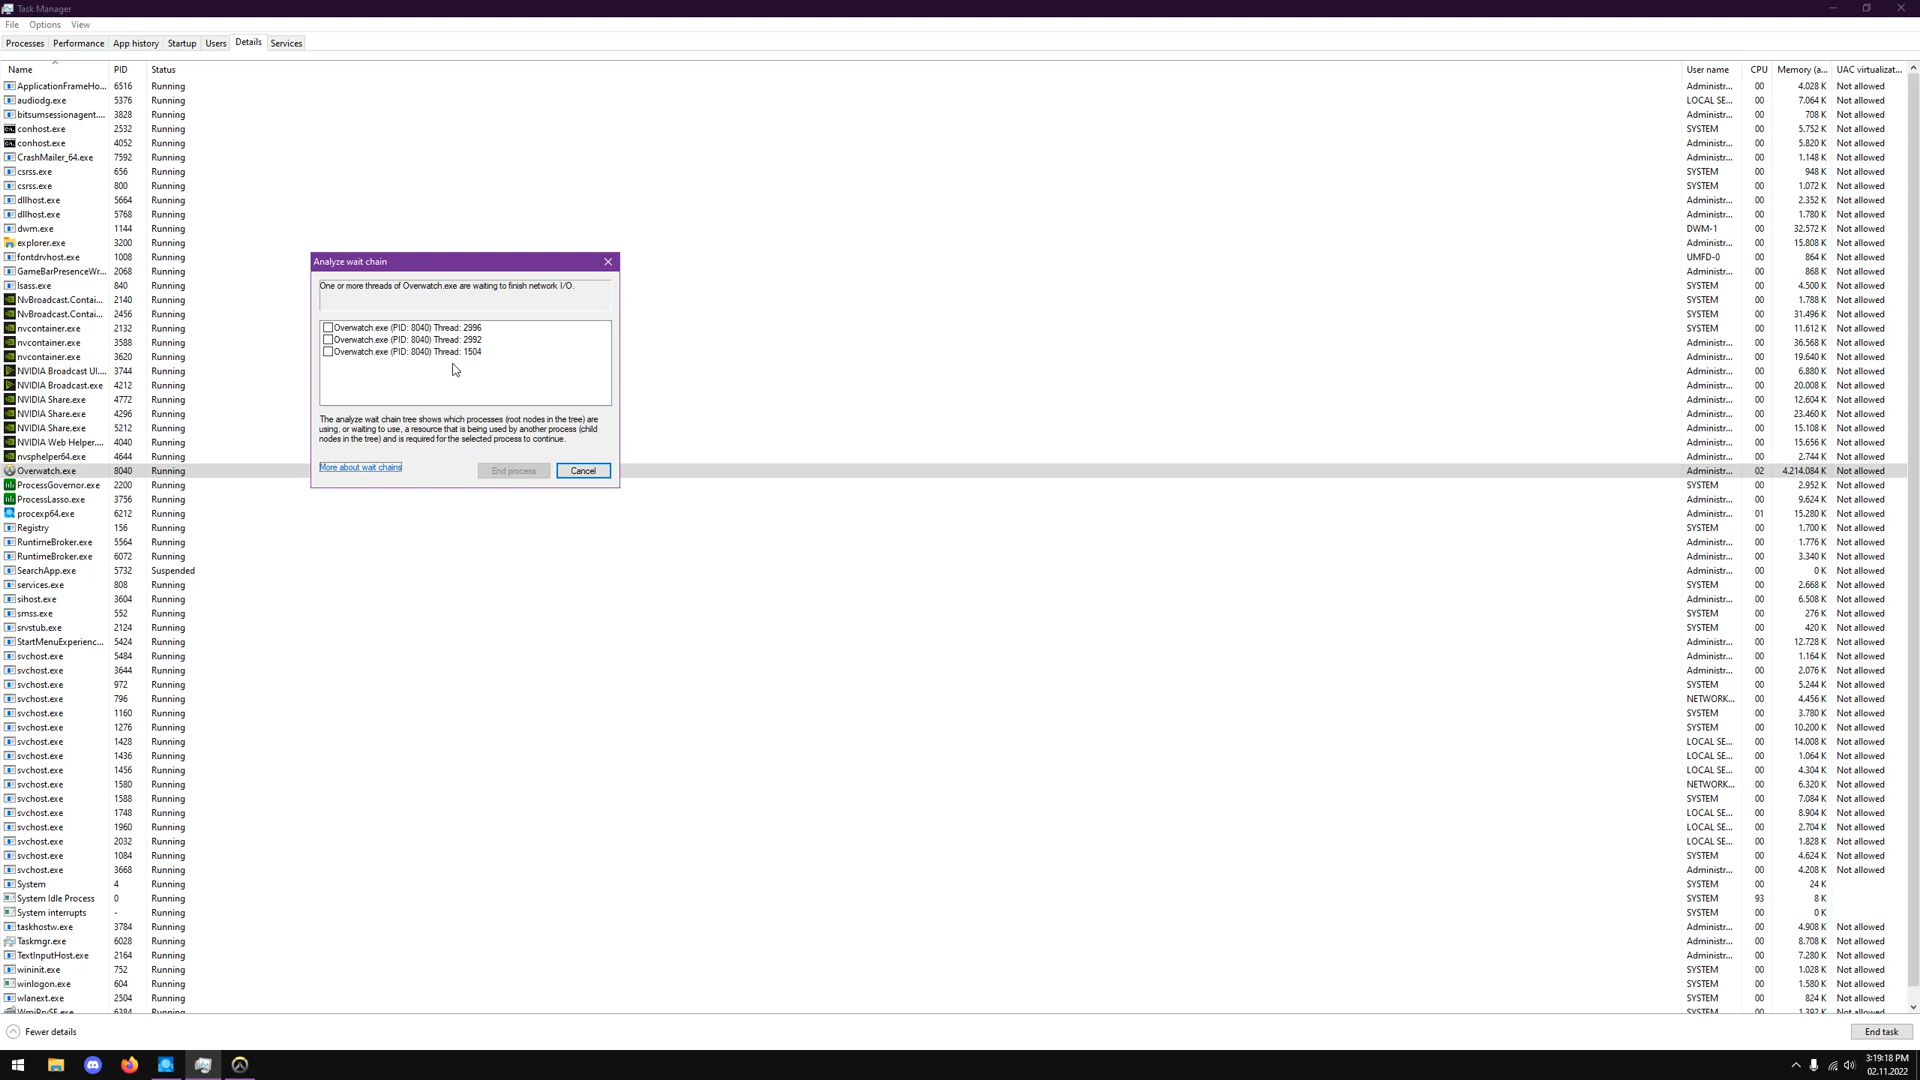 Task Manager
File Options View
Processes Performance App history Startup Users Details Services
Name PID Status User name CPU Memory (a... UAC virtualizat...
ApplicationFrameHo... 6516 Running Administr... 00 4.028 K Not allowed
audiodg.exe 5376 Running LOCAL SE... 00 7.064 K Not allowed
bitsumsessionagent.... 3828 Running Administr... 00 708 K Not allowed
conhost.exe 2532 Running SYSTEM 00 5.752 K Not allowed
conhost.exe 4052 Running Administr... 00 5.820 K Not allowed
CrashMailer_64.exe 7592 Running Administr... 00 1.148 K Not allowed
csrss.exe 656 Running SYSTEM 00 948 K Not allowed
csrss.exe 800 Running SYSTEM 00 1.072 K Not allowed
dllhost.exe 5664 Running Administr... 00 2.352 K Not allowed
dllhost.exe 5768 Running Administr... 00 1.780 K Not allowed
dwm.exe 1144 Running DWM-1 00 32.572 K Not allowed
explorer.exe 3200 Running Administr... 00 15.808 K Not allowed
fontdrvhost.exe 1008 Running UMFD-0 00 864 K Not allowed
GameBarPresenceWr... 2068 Running Administr... 00 868 K Not allowed
lsass.exe 840 Running SYSTEM 00 4.500 K Not allowed
NvBroadcast.Contai... 2140 Running SYSTEM 00 1.788 K Not allowed
NvBroadcast.Contai... 2456 Running SYSTEM 00 31.496 K Not allowed
nvcontainer.exe 2132 Running SYSTEM 00 11.612 K Not allowed
nvcontainer.exe 3588 Running Administr... 00 36.568 K Not allowed
nvcontainer.exe 3620 Running Administr... 00 19.640 K Not allowed
NVIDIA Broadcast UI.... 3744 Running Administr... 00 6.880 K Not allowed
NVIDIA Broadcast.exe 4212 Running Administr... 00 20.008 K Not allowed
NVIDIA Share.exe 4772 Running Administr... 00 12.604 K Not allowed
NVIDIA Share.exe 4296 Running Administr... 00 23.460 K Not allowed
NVIDIA Share.exe 5212 Running Administr... 00 15.108 K Not allowed
NVIDIA Web Helper.... 4040 Running Administr... 00 15.656 K Not allowed
nvsphelper64.exe 4644 Running Administr... 00 2.744 K Not allowed
Overwatch.exe 8040 Running Administr... 02 4.214.084 K Not allowed
ProcessGovernor.exe 2200 Running SYSTEM 00 2.952 K Not allowed
ProcessLasso.exe 3756 Running Administr... 00 9.624 K Not allowed
procexp64.exe 6212 Running Administr... 01 15.280 K Not allowed
Registry 156 Running SYSTEM 00 1.700 K Not allowed
RuntimeBroker.exe 5564 Running Administr... 00 1.776 K Not allowed
RuntimeBroker.exe 6072 Running Administr... 00 3.340 K Not allowed
SearchApp.exe 5732 Suspended Administr... 00 0 K Not allowed
services.exe 808 Running SYSTEM 00 2.668 K Not allowed
sihost.exe 3604 Running Administr... 00 6.508 K Not allowed
smss.exe 552 Running SYSTEM 00 276 K Not allowed
srvstub.exe 2124 Running SYSTEM 00 420 K Not allowed
StartMenuExperienc... 5424 Running Administr... 00 12.728 K Not allowed
svchost.exe 5484 Running Administr... 00 1.164 K Not allowed
svchost.exe 3644 Running Administr... 00 2.076 K Not allowed
svchost.exe 972 Running SYSTEM 00 5.244 K Not allowed
svchost.exe 796 Running NETWORK... 00 4.456 K Not allowed
svchost.exe 1160 Running SYSTEM 00 3.780 K Not allowed
svchost.exe 1276 Running SYSTEM 00 10.200 K Not allowed
svchost.exe 1428 Running LOCAL SE... 00 14.008 K Not allowed
svchost.exe 1436 Running LOCAL SE... 00 1.064 K Not allowed
svchost.exe 1456 Running LOCAL SE... 00 4.304 K Not allowed
svchost.exe 1580 Running NETWORK... 00 6.320 K Not allowed
svchost.exe 1588 Running SYSTEM 00 7.084 K Not allowed
svchost.exe 1748 Running LOCAL SE... 00 8.904 K Not allowed
svchost.exe 1960 Running LOCAL SE... 00 2.704 K Not allowed
svchost.exe 2032 Running LOCAL SE... 00 1.828 K Not allowed
svchost.exe 1084 Running SYSTEM 00 4.624 K Not allowed
svchost.exe 3668 Running Administr... 00 4.208 K Not allowed
System 4 Running SYSTEM 00 24 K
System Idle Process 0 Running SYSTEM 93 8 K
System interrupts - Running SYSTEM 00 0 K
taskhostw.exe 3784 Running Administr... 00 4.908 K Not allowed
Taskmgr.exe 6028 Running Administr... 00 8.708 K Not allowed
TextInputHost.exe 2164 Running Administr... 00 7.280 K Not allowed
wininit.exe 752 Running SYSTEM 00 1.028 K Not allowed
winlogon.exe 604 Running SYSTEM 00 1.580 K Not allowed
wlanext.exe 2504 Running SYSTEM 00 824 K Not allowed
WmiPrvSE.exe 6384 Running SYSTEM 00 1.392 K Not allowed
Analyze wait chain
One or more threads of Overwatch.exe are waiting to finish network I/O.
Overwatch.exe (PID: 8040) Thread: 2996
Overwatch.exe (PID: 8040) Thread: 2992
Overwatch.exe (PID: 8040) Thread: 1504
The analyze wait chain tree shows which processes (root nodes in the tree) are
using, or waiting to use, a resource that is being used by another process (child
nodes in the tree) and is required for the selected process to continue.
More about wait chains End process Cancel
Fewer details End task
3:19:18 PM
02.11.2022